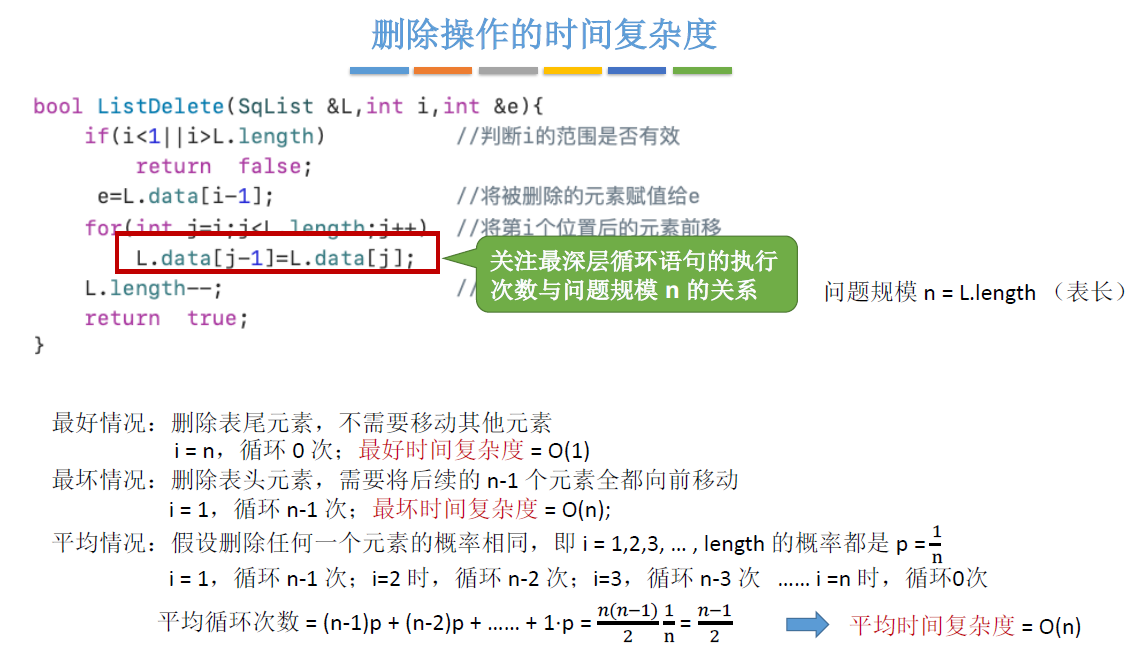 删除操作的时间复杂度
bool ListDelete(SqList &L,int i,int &e){
if(i<1||i>L.length) //判断i的范围是否有效
return false;
e=L.data[i-1]; //将被删除的元素赋值给e
for(int j=i;j<L.length;j++) //将第i个位置后的元素前移
L.data[j-1]=L.data[j];
关注最深层循环语句的执行
次数与问题规模 n 的关系
L.length--; //
问题规模 n = L.length （表长）
return true;
}
最好情况：删除表尾元素，不需要移动其他元素
i = n，循环 0 次；最好时间复杂度 = O(1)
最坏情况：删除表头元素，需要将后续的 n-1 个元素全都向前移动
i = 1，循环 n-1 次；最坏时间复杂度 = O(n);
平均情况：假设删除任何一个元素的概率相同，即 i = 1,2,3, … , length 的概率都是 p = 1/n
i = 1，循环 n-1 次；i=2 时，循环 n-2 次；i=3，循环 n-3 次 …… i =n 时，循环0次
平均循环次数 = (n-1)p + (n-2)p + …… + 1·p = n(n−1)/2 1/n = n−1/2 平均时间复杂度 = O(n)